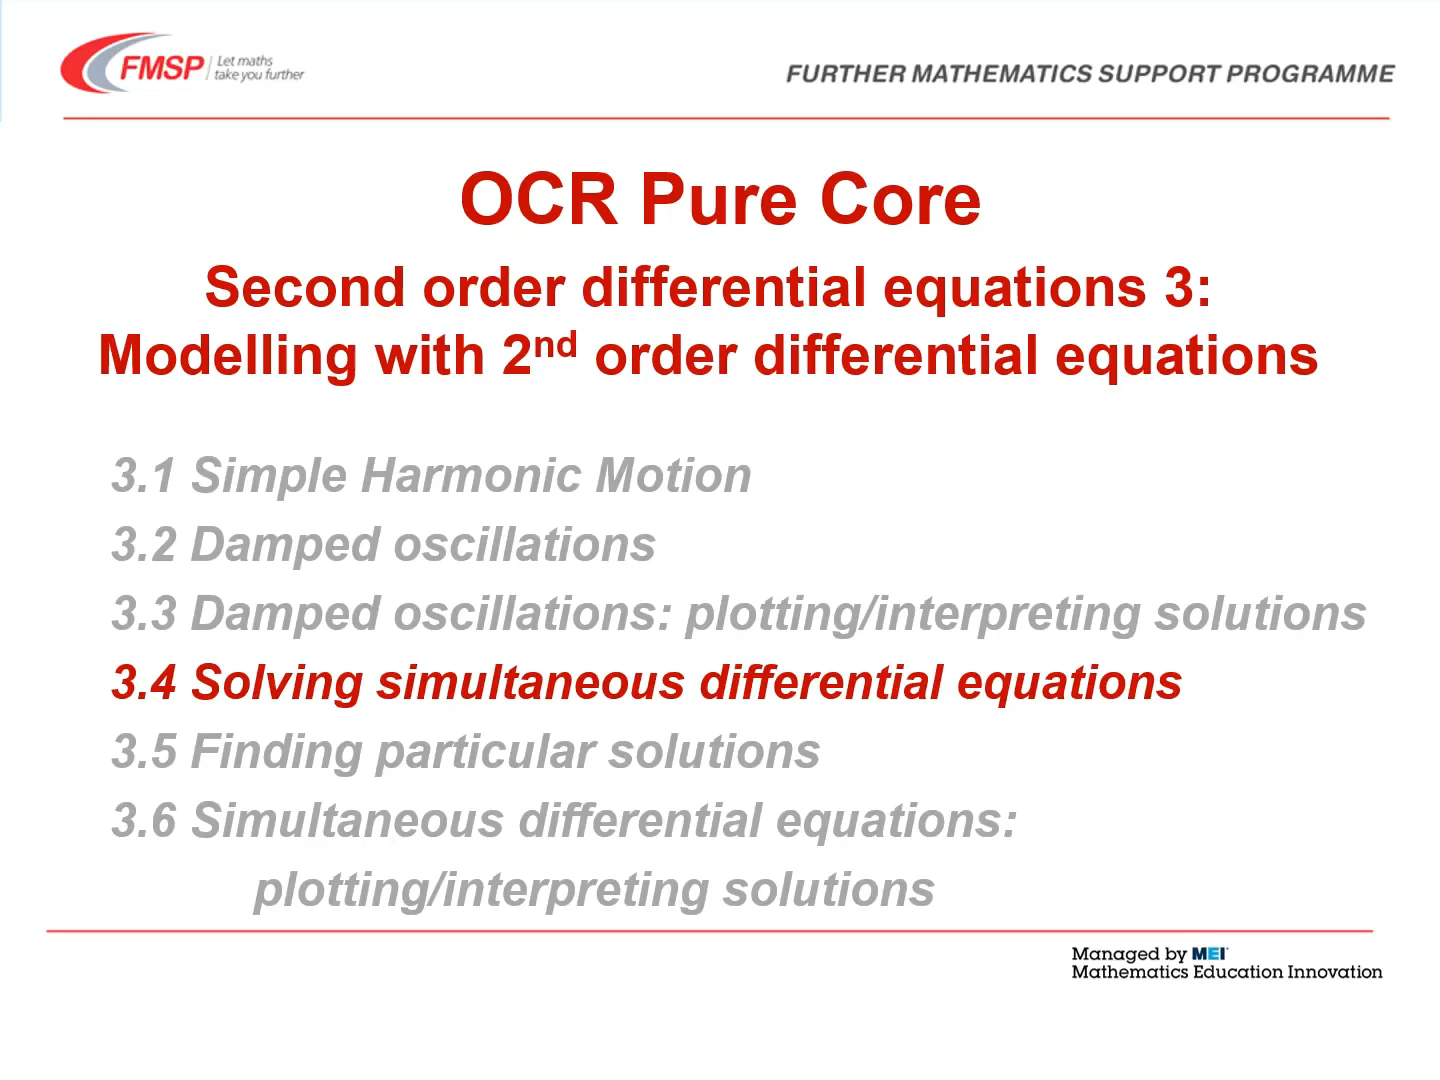 FMSP Let maths
take you further
FURTHER MATHEMATICS SUPPORT PROGRAMME
OCR Pure Core
Second order differential equations 3:
Modelling with 2nd order differential equations
3.1 Simple Harmonic Motion
3.2 Damped oscillations
3.3 Damped oscillations: plotting/interpreting solutions
3.4 Solving simultaneous differential equations
3.5 Finding particular solutions
3.6 Simultaneous differential equations:
plotting/interpreting solutions
Managed by MEI
Mathematics Education Innovation